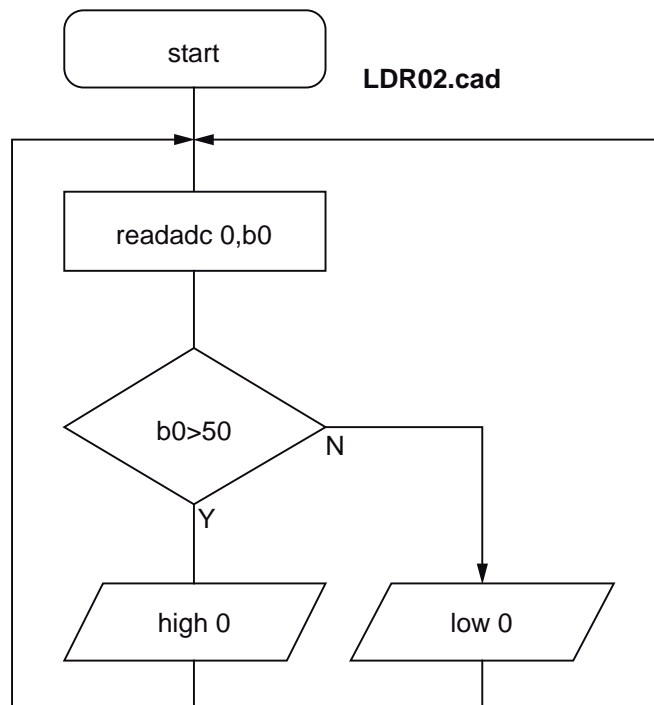 start
LDR02.cad
readadc 0,b0
b0>50
N
Y
high 0
low 0